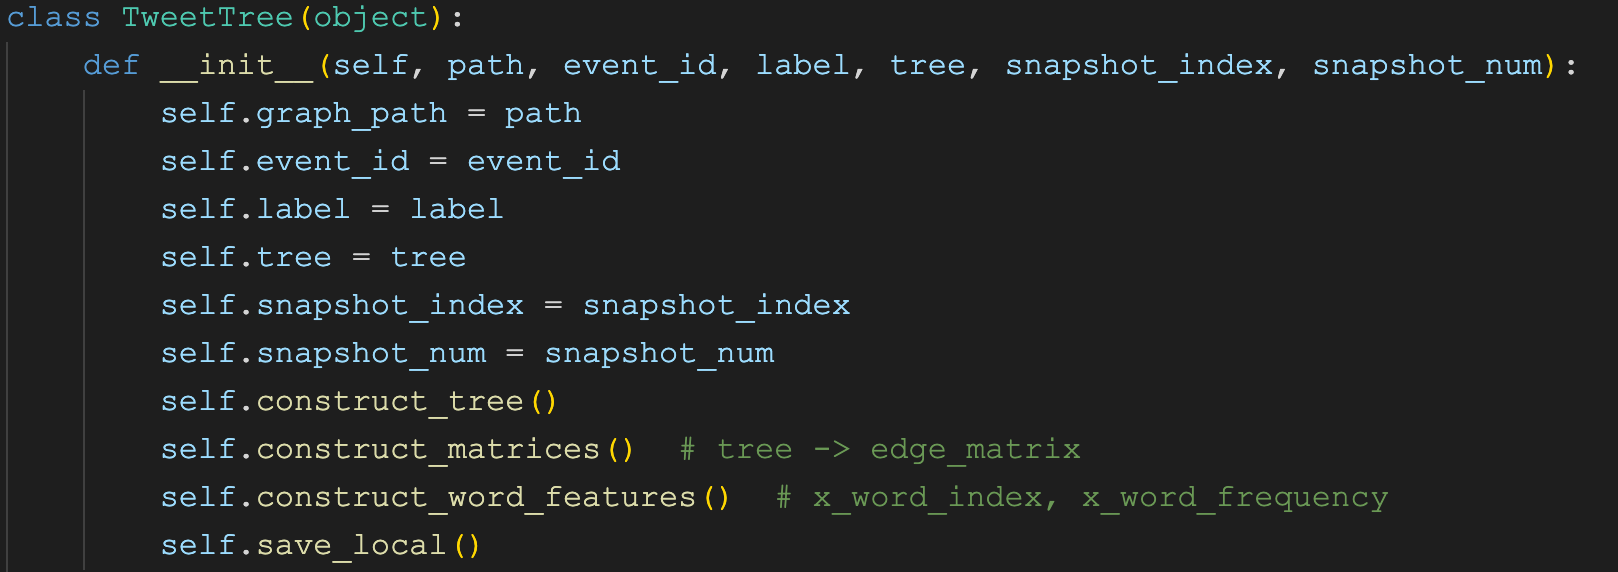 class TweetTree(object):
    def __init__(self, path, event_id, label, tree, snapshot_index, snapshot_num):
        self.graph_path = path
        self.event_id = event_id
        self.label = label
        self.tree = tree
        self.snapshot_index = snapshot_index
        self.snapshot_num = snapshot_num
        self.construct_tree()
        self.construct_matrices()  # tree -> edge_matrix
        self.construct_word_features()  # x_word_index, x_word_frequency
        self.save_local()